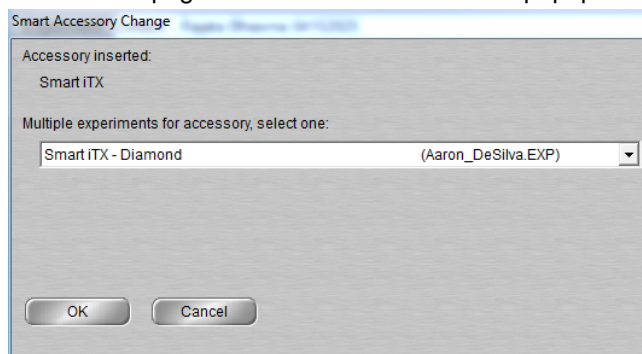 Smart Accessory Change
Accessory inserted:
Smart iTX
Multiple experiments for accessory, select one:
Smart iTX - Diamond (Aaron_DeSilva.EXP)
OK Cancel